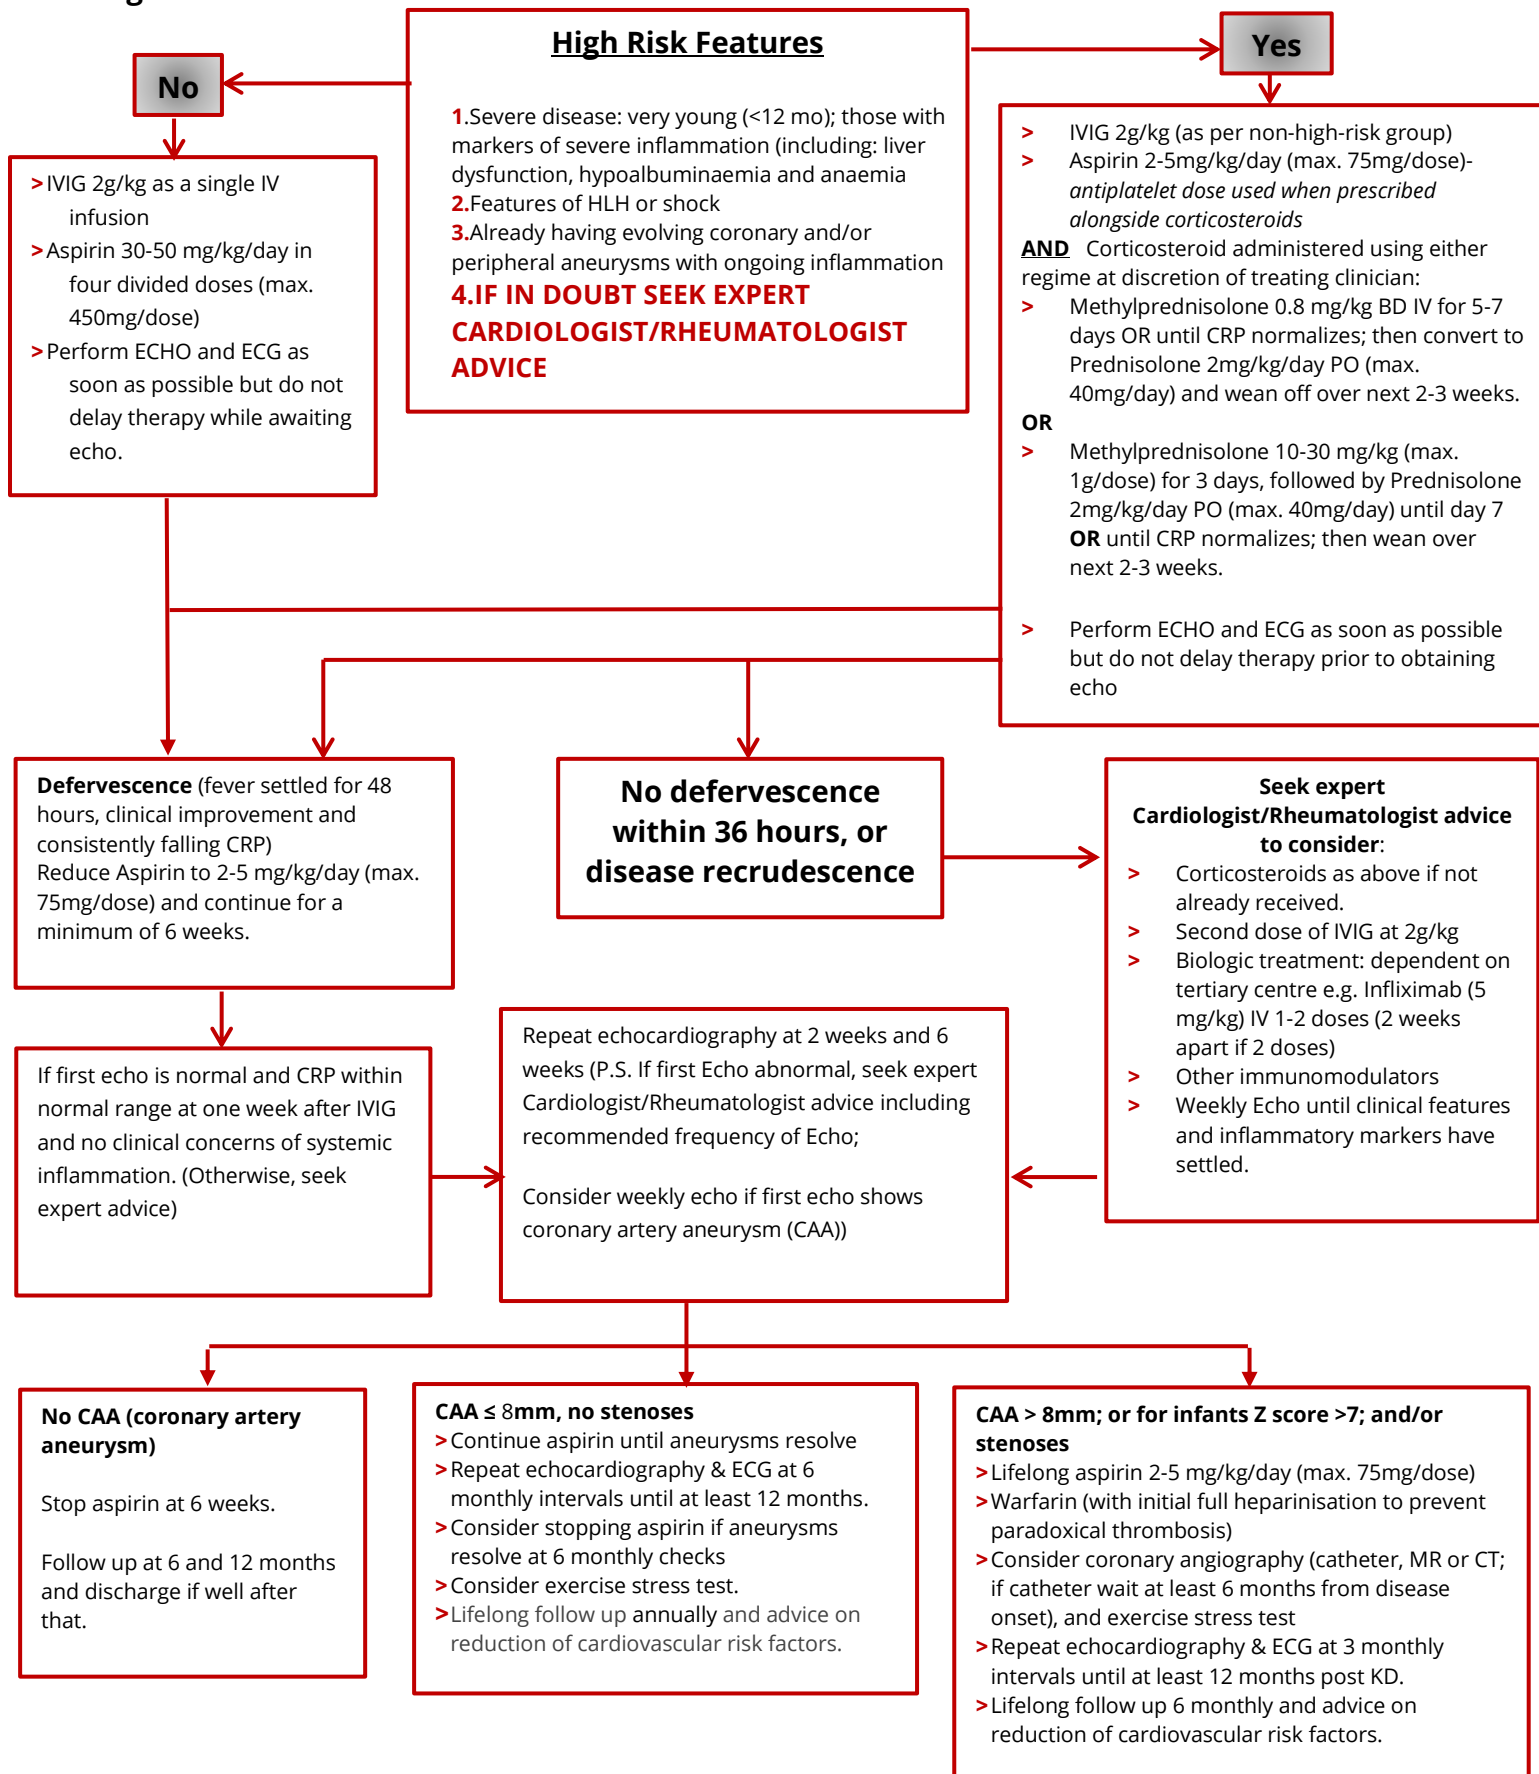 High Risk Features
Yes
No
1.Severe disease: very young (<12 mo); those with
markers of severe inflammation (including: liver
dysfunction, hypoalbuminaemia and anaemia
2.Features of HLH or shock
3.Already having evolving coronary and/or
peripheral aneurysms with ongoing inflammation
4.IF IN DOUBT SEEK EXPERT
CARDIOLOGIST/RHEUMATOLOGIST
ADVICE
>IVIG 2g/kg as a single IV
infusion
>Aspirin 30-50 mg/kg/day in
four divided doses (max.
450mg/dose)
>Perform ECHO and ECG as
soon as possible but do not
delay therapy while awaiting
echo.
> IVIG 2g/kg (as per non-high-risk group)
> Aspirin 2-5mg/kg/day (max. 75mg/dose)-
antiplatelet dose used when prescribed
alongside corticosteroids
AND Corticosteroid administered using either
regime at discretion of treating clinician:
> Methylprednisolone 0.8 mg/kg BD IV for 5-7
days OR until CRP normalizes; then convert to
Prednisolone 2mg/kg/day PO (max.
40mg/day) and wean off over next 2-3 weeks.
OR
> Methylprednisolone 10-30 mg/kg (max.
1g/dose) for 3 days, followed by Prednisolone
2mg/kg/day PO (max. 40mg/day) until day 7
OR until CRP normalizes; then wean over
next 2-3 weeks.
> Perform ECHO and ECG as soon as possible
but do not delay therapy prior to obtaining
echo
Defervescence (fever settled for 48
hours, clinical improvement and
consistently falling CRP)
Reduce Aspirin to 2-5 mg/kg/day (max.
75mg/dose) and continue for a
minimum of 6 weeks.
No defervescence
within 36 hours, or
disease recrudescence
Seek expert
Cardiologist/Rheumatologist advice
to consider:
> Corticosteroids as above if not
already received.
> Second dose of IVIG at 2g/kg
> Biologic treatment: dependent on
tertiary centre e.g. Infliximab (5
mg/kg) IV 1-2 doses (2 weeks
apart if 2 doses)
> Other immunomodulators
> Weekly Echo until clinical features
and inflammatory markers have
settled.
If first echo is normal and CRP within
normal range at one week after IVIG
and no clinical concerns of systemic
inflammation. (Otherwise, seek
expert advice)
Repeat echocardiography at 2 weeks and 6
weeks (P.S. If first Echo abnormal, seek expert
Cardiologist/Rheumatologist advice including
recommended frequency of Echo;
Consider weekly echo if first echo shows
coronary artery aneurysm (CAA))
No CAA (coronary artery
aneurysm)
Stop aspirin at 6 weeks.
Follow up at 6 and 12 months
and discharge if well after
that.
CAA ≤ 8mm, no stenoses
>Continue aspirin until aneurysms resolve
>Repeat echocardiography & ECG at 6
monthly intervals until at least 12 months.
>Consider stopping aspirin if aneurysms
resolve at 6 monthly checks
>Consider exercise stress test.
>Lifelong follow up annually and advice on
reduction of cardiovascular risk factors.
CAA > 8mm; or for infants Z score >7; and/or
stenoses
>Lifelong aspirin 2-5 mg/kg/day (max. 75mg/dose)
>Warfarin (with initial full heparinisation to prevent
paradoxical thrombosis)
>Consider coronary angiography (catheter, MR or CT;
if catheter wait at least 6 months from disease
onset), and exercise stress test
>Repeat echocardiography & ECG at 3 monthly
intervals until at least 12 months post KD.
>Lifelong follow up 6 monthly and advice on
reduction of cardiovascular risk factors.